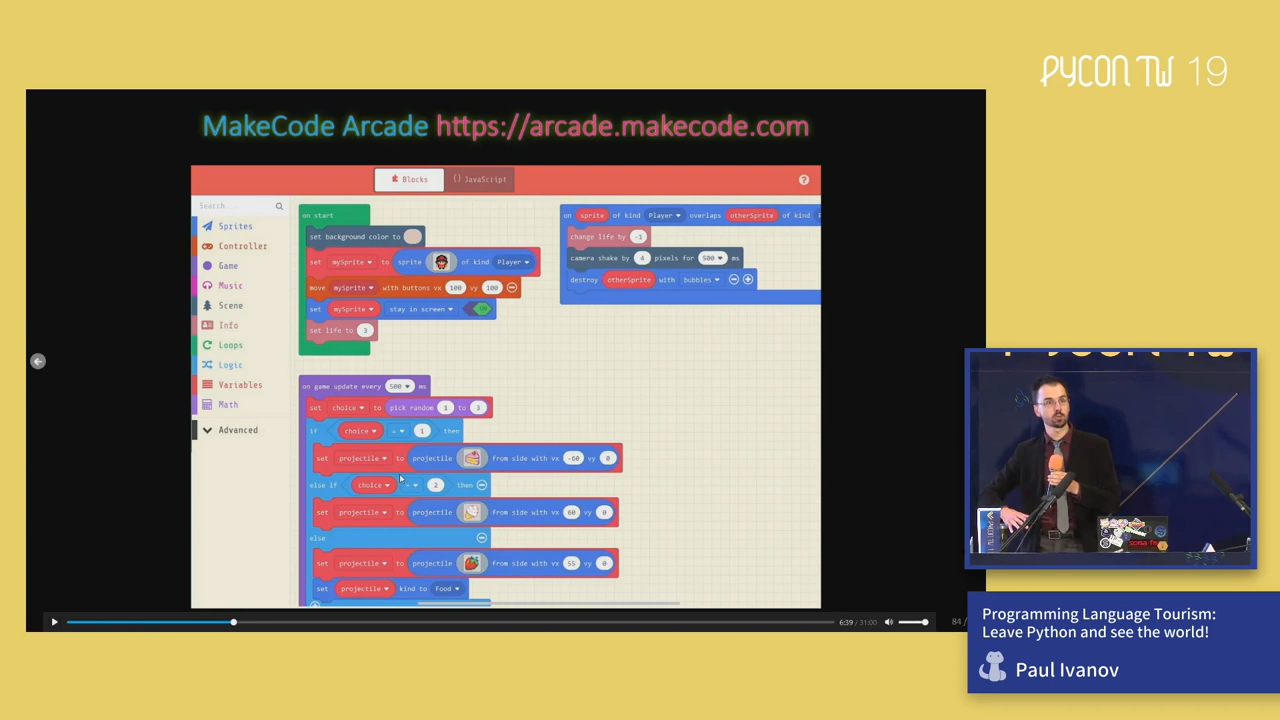 PYCON TW 19
MakeCode Arcade https://arcade.makecode.com
Blocks
{ } JavaScript
?
Search...
Sprites
Controller
Game
Music
Scene
Info
Loops
Logic
Variables
Math
Advanced
on start
set background color to
set mySprite to sprite of kind Player
move mySprite with buttons vx 100 vy 100
set mySprite stay in screen
set life to 3
on sprite of kind Player overlaps otherSprite of kind
change life by -1
camera shake by 4 pixels for 500 ms
destroy otherSprite with bubbles
on game update every 500 ms
set choice to pick random 1 to 3
if choice = 1 then
set projectile to projectile from side with vx -60 vy 0
else if choice = 2 then
set projectile to projectile from side with vx 60 vy 0
else
set projectile to projectile from side with vx 55 vy 0
set projectile kind to Food
6:39 / 31:00
84 /
Programming Language Tourism:
Leave Python and see the world!
Paul Ivanov